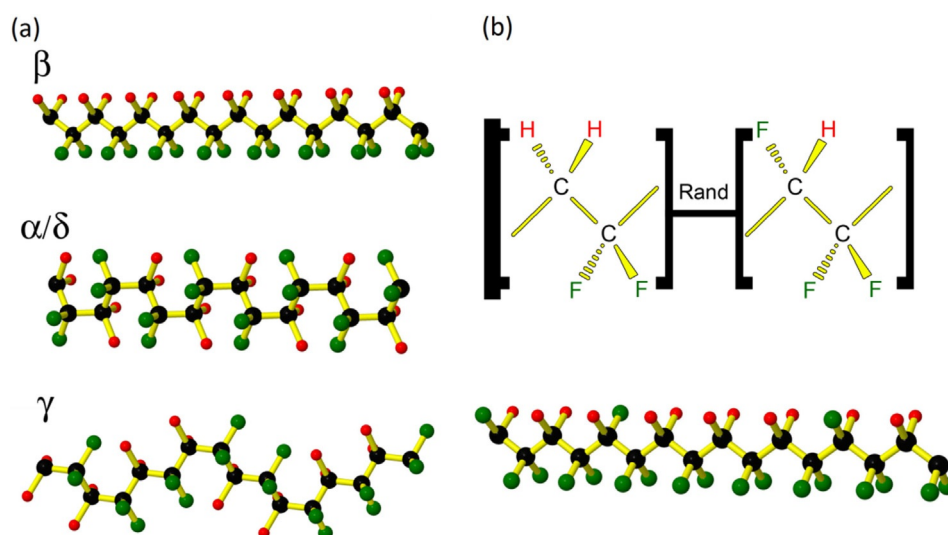 (a)
β
α/δ
γ
(b)
H H F H
C Rand C
C C
F F F F